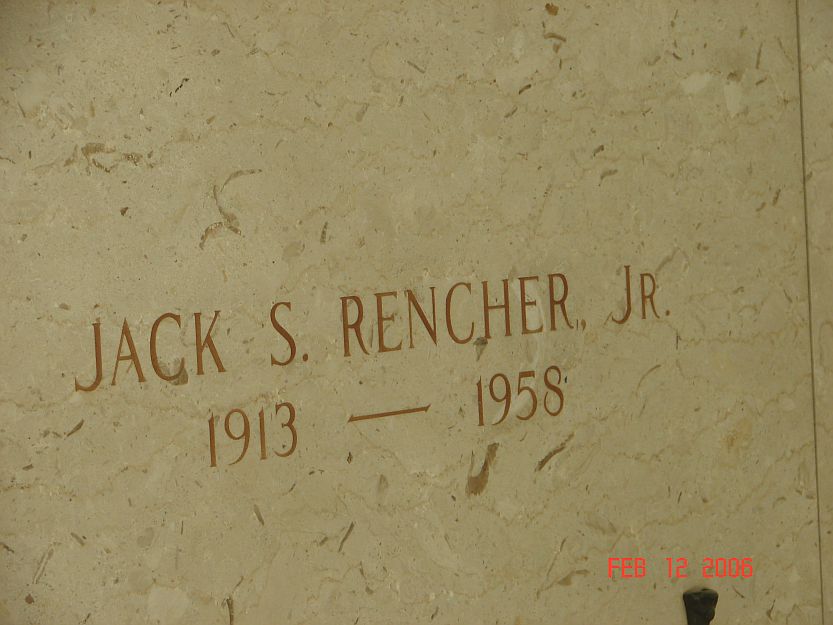 JACK S. RENCHER, JR.
1913 — 1958
FEB 12 2006